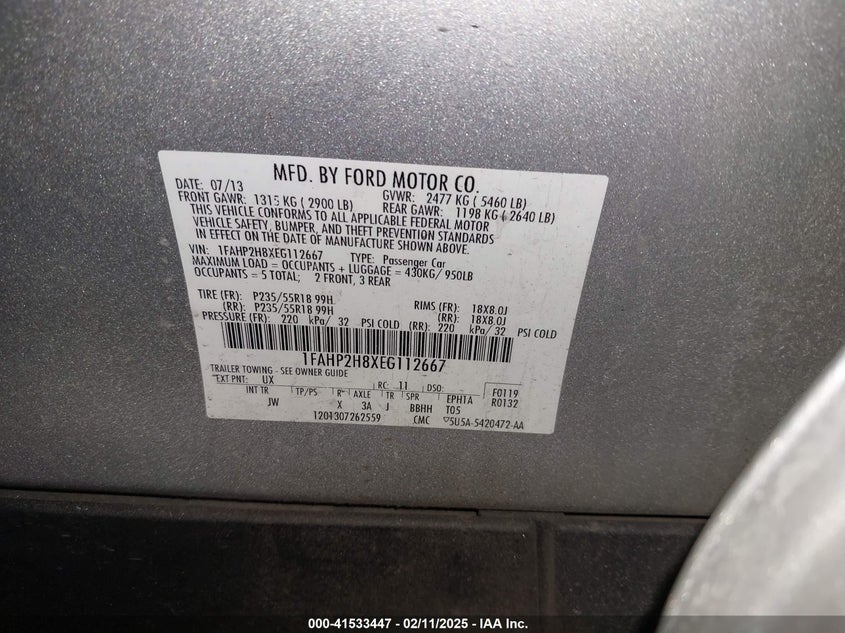 MFD. BY FORD MOTOR CO.
DATE: 07/13 GVWR: 2477 KG ( 5460 LB)
FRONT GAWR: 1315 KG ( 2900 LB) REAR GAWR: 1198 KG ( 2640 LB)
THIS VEHICLE CONFORMS TO ALL APPLICABLE FEDERAL MOTOR
VEHICLE SAFETY, BUMPER, AND THEFT PREVENTION STANDARDS
IN EFFECT ON THE DATE OF MANUFACTURE SHOWN ABOVE.
VIN: 1FAHP2H8XEG112667 TYPE: Passenger Car
MAXIMUM LOAD = OCCUPANTS + LUGGAGE = 430KG/ 950LB
OCCUPANTS = 5 TOTAL; 2 FRONT, 3 REAR
TIRE (FR): P235/55R18 99H RIMS (FR): 18X8.0J
(RR): P235/55R18 99H (RR): 18X8.0J
PRESSURE (FR): 220 kPa/ 32 PSI COLD (RR): 220 kPa/ 32 PSI COLD
1FAHP2H8XEG112667
TRAILER TOWING - SEE OWNER GUIDE
EXT PNT: UX RC: 11 DSO: F0119
INT TR TP/PS R AXLE TR SPR EPH1A R0132
JW X 3A J BBHH T05
1201307262559 CMC ▽5U5A-5420472-AA
000-41533447 - 02/11/2025 - IAA Inc.